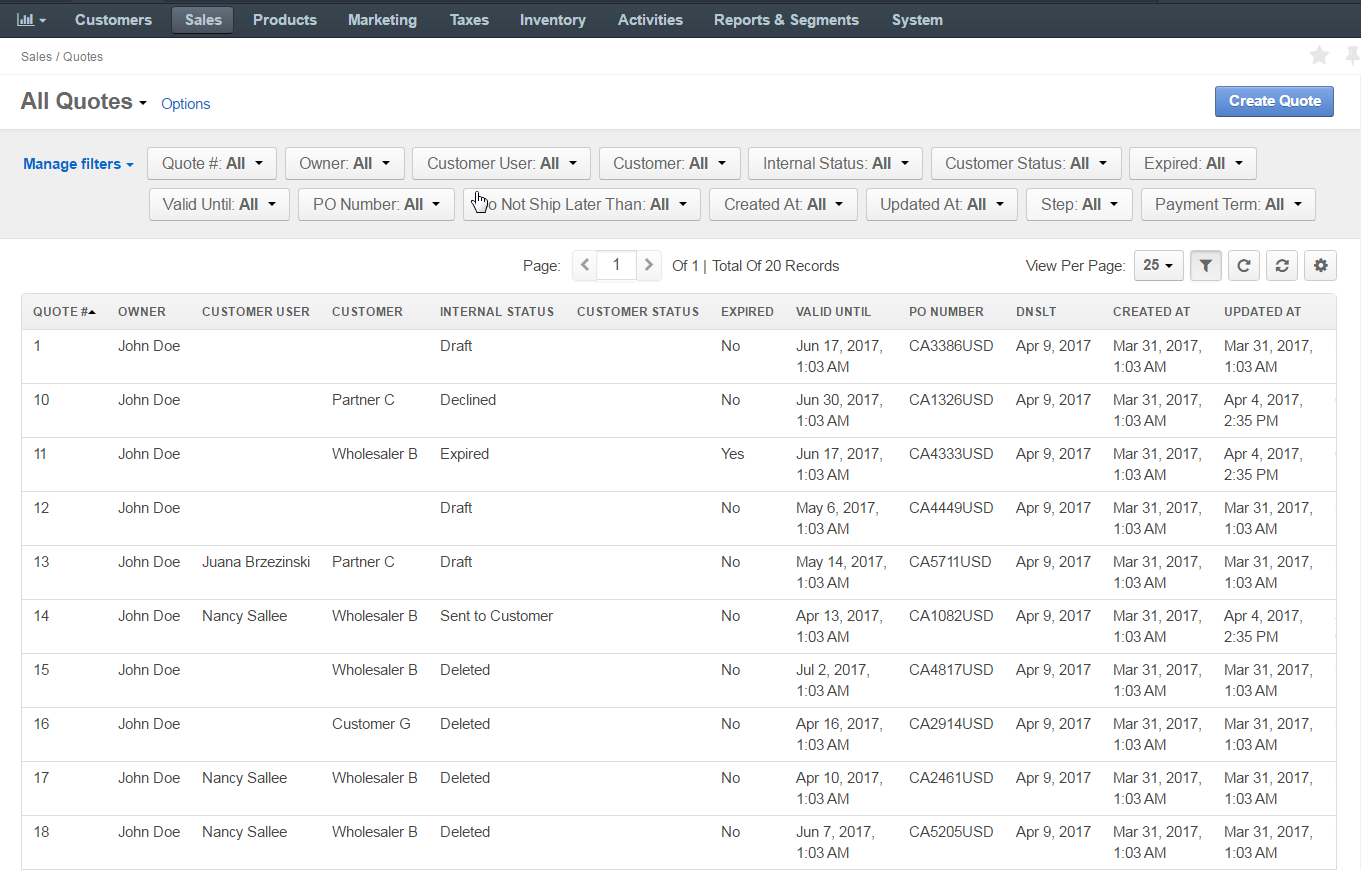 Customers Sales Products Marketing Taxes Inventory Activities Reports & Segments System
Sales / Quotes
All Quotes Options Create Quote
Manage filters Quote #: All Owner: All Customer User: All Customer: All Internal Status: All Customer Status: All Expired: All
Valid Until: All PO Number: All o Not Ship Later Than: All Created At: All Updated At: All Step: All Payment Term: All
Page: 1 Of 1 | Total Of 20 Records View Per Page: 25
QUOTE # OWNER CUSTOMER USER CUSTOMER INTERNAL STATUS CUSTOMER STATUS EXPIRED VALID UNTIL PO NUMBER DNSLT CREATED AT UPDATED AT
1 John Doe Draft No Jun 17, 2017, CA3386USD Apr 9, 2017 Mar 31, 2017, Mar 31, 2017,
1:03 AM 1:03 AM 1:03 AM
10 John Doe Partner C Declined No Jun 30, 2017, CA1326USD Apr 9, 2017 Mar 31, 2017, Apr 4, 2017,
1:03 AM 1:03 AM 2:35 PM
11 John Doe Wholesaler B Expired Yes Jun 17, 2017, CA4333USD Apr 9, 2017 Mar 31, 2017, Apr 4, 2017,
1:03 AM 1:03 AM 2:35 PM
12 John Doe Draft No May 6, 2017, CA4449USD Apr 9, 2017 Mar 31, 2017, Mar 31, 2017,
1:03 AM 1:03 AM 1:03 AM
13 John Doe Juana Brzezinski Partner C Draft No May 14, 2017, CA5711USD Apr 9, 2017 Mar 31, 2017, Mar 31, 2017,
1:03 AM 1:03 AM 1:03 AM
14 John Doe Nancy Sallee Wholesaler B Sent to Customer No Apr 13, 2017, CA1082USD Apr 9, 2017 Mar 31, 2017, Apr 4, 2017,
1:03 AM 1:03 AM 2:35 PM
15 John Doe Wholesaler B Deleted No Jul 2, 2017, CA4817USD Apr 9, 2017 Mar 31, 2017, Mar 31, 2017,
1:03 AM 1:03 AM 1:03 AM
16 John Doe Customer G Deleted No Apr 16, 2017, CA2914USD Apr 9, 2017 Mar 31, 2017, Mar 31, 2017,
1:03 AM 1:03 AM 1:03 AM
17 John Doe Nancy Sallee Wholesaler B Deleted No Apr 10, 2017, CA2461USD Apr 9, 2017 Mar 31, 2017, Mar 31, 2017,
1:03 AM 1:03 AM 1:03 AM
18 John Doe Nancy Sallee Wholesaler B Deleted No Jun 7, 2017, CA5205USD Apr 9, 2017 Mar 31, 2017, Mar 31, 2017,
1:03 AM 1:03 AM 1:03 AM